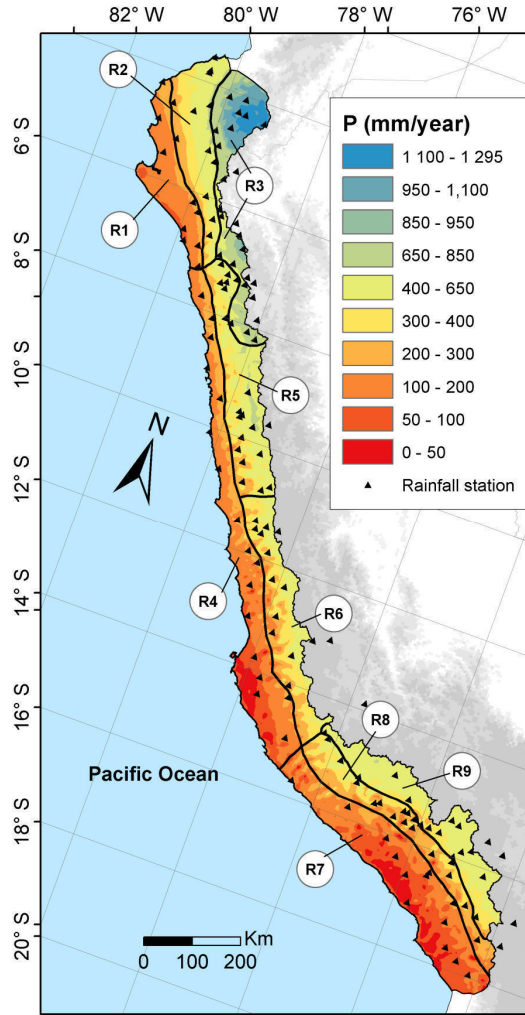 82° W
80° W
78° W
76° W
6°S
8°S
10°S
12°S
14°S
16°S
18°S
20°S
R2
R1
R3
R5
R4
R6
R8
R9
R7
P (mm/year)
1 100 - 1 295
950 - 1,100
850 - 950
650 - 850
400 - 650
300 - 400
200 - 300
100 - 200
50 - 100
0 - 50
Rainfall station
N
Pacific Ocean
Km
0 100 200